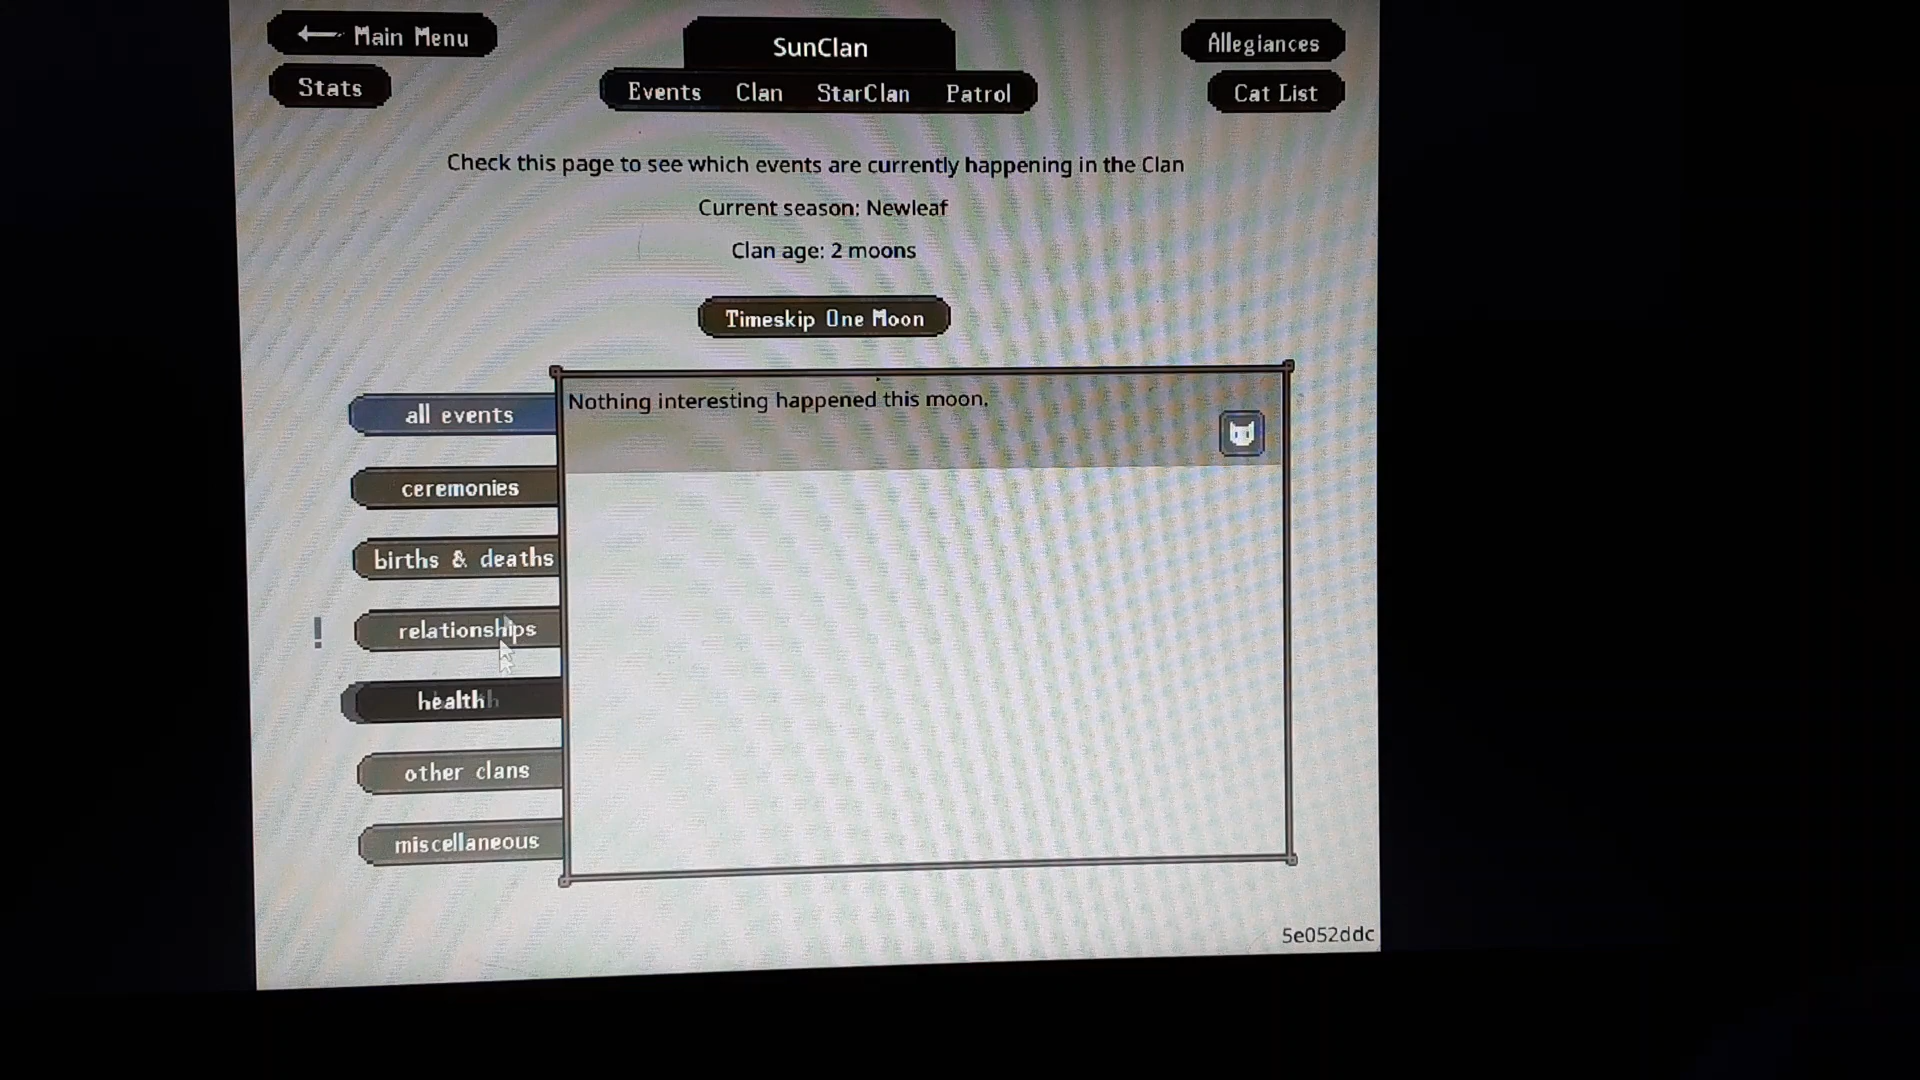 Main Menu
SunClan
Allegiances
Stats
Events Clan StarClan Patrol
Cat List
Check this page to see which events are currently happening in the Clan
Current season: Newleaf
Clan age: 2 moons
Timeskip One Moon
all events
Nothing interesting happened this moon.
ceremonies
births & deaths
! relationships
health
other clans
miscellaneous
5e052ddc